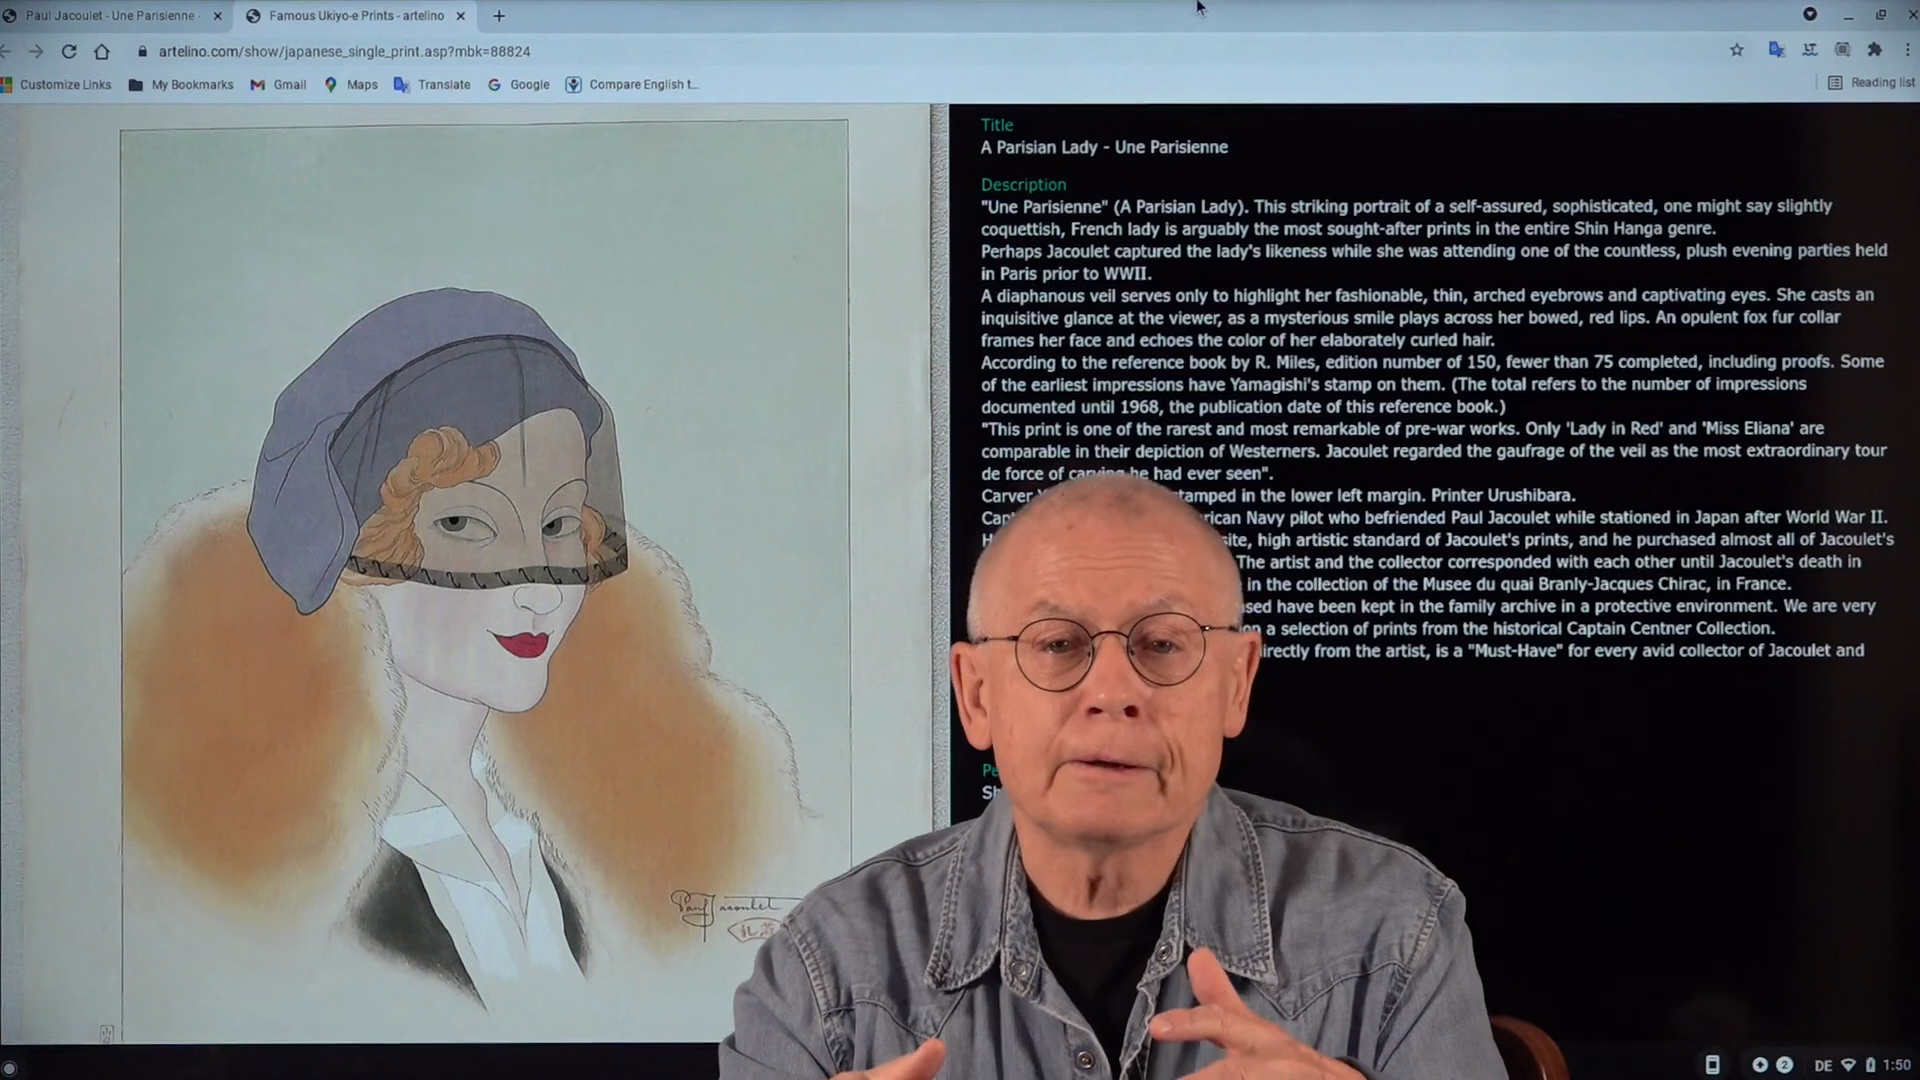 Paul Jacoulet - Une Parisienne -
Famous Ukiyo-e Prints - artelino
artelino.com/show/japanese_single_print.asp?mbk=88824
Customize Links
My Bookmarks
Gmail
Maps
Translate
Google
Compare English t...
Reading list
Title
A Parisian Lady - Une Parisienne
Description
"Une Parisienne" (A Parisian Lady). This striking portrait of a self-assured, sophisticated, one might say slightly
coquettish, French lady is arguably the most sought-after prints in the entire Shin Hanga genre.
Perhaps Jacoulet captured the lady's likeness while she was attending one of the countless, plush evening parties held
in Paris prior to WWII.
A diaphanous veil serves only to highlight her fashionable, thin, arched eyebrows and captivating eyes. She casts an
inquisitive glance at the viewer, as a mysterious smile plays across her bowed, red lips. An opulent fox fur collar
frames her face and echoes the color of her elaborately curled hair.
According to the reference book by R. Miles, edition number of 150, fewer than 75 completed, including proofs. Some
of the earliest impressions have Yamagishi's stamp on them. (The total refers to the number of impressions
documented until 1968, the publication date of this reference book.)
"This print is one of the rarest and most remarkable of pre-war works. Only 'Lady in Red' and 'Miss Eliana' are
comparable in their depiction of Westerners. Jacoulet regarded the gaufrage of the veil as the most extraordinary tour
de force of carving he had ever seen".
Carver stamped in the lower left margin. Printer Urushibara.
American Navy pilot who befriended Paul Jacoulet while stationed in Japan after World War II.
high artistic standard of Jacoulet's prints, and he purchased almost all of Jacoulet's
The artist and the collector corresponded with each other until Jacoulet's death in
in the collection of the Musee du quai Branly-Jacques Chirac, in France.
have been kept in the family archive in a protective environment. We are very
a selection of prints from the historical Captain Centner Collection.
directly from the artist, is a "Must-Have" for every avid collector of Jacoulet and
Paul Jacoulet
2
DE
1:50